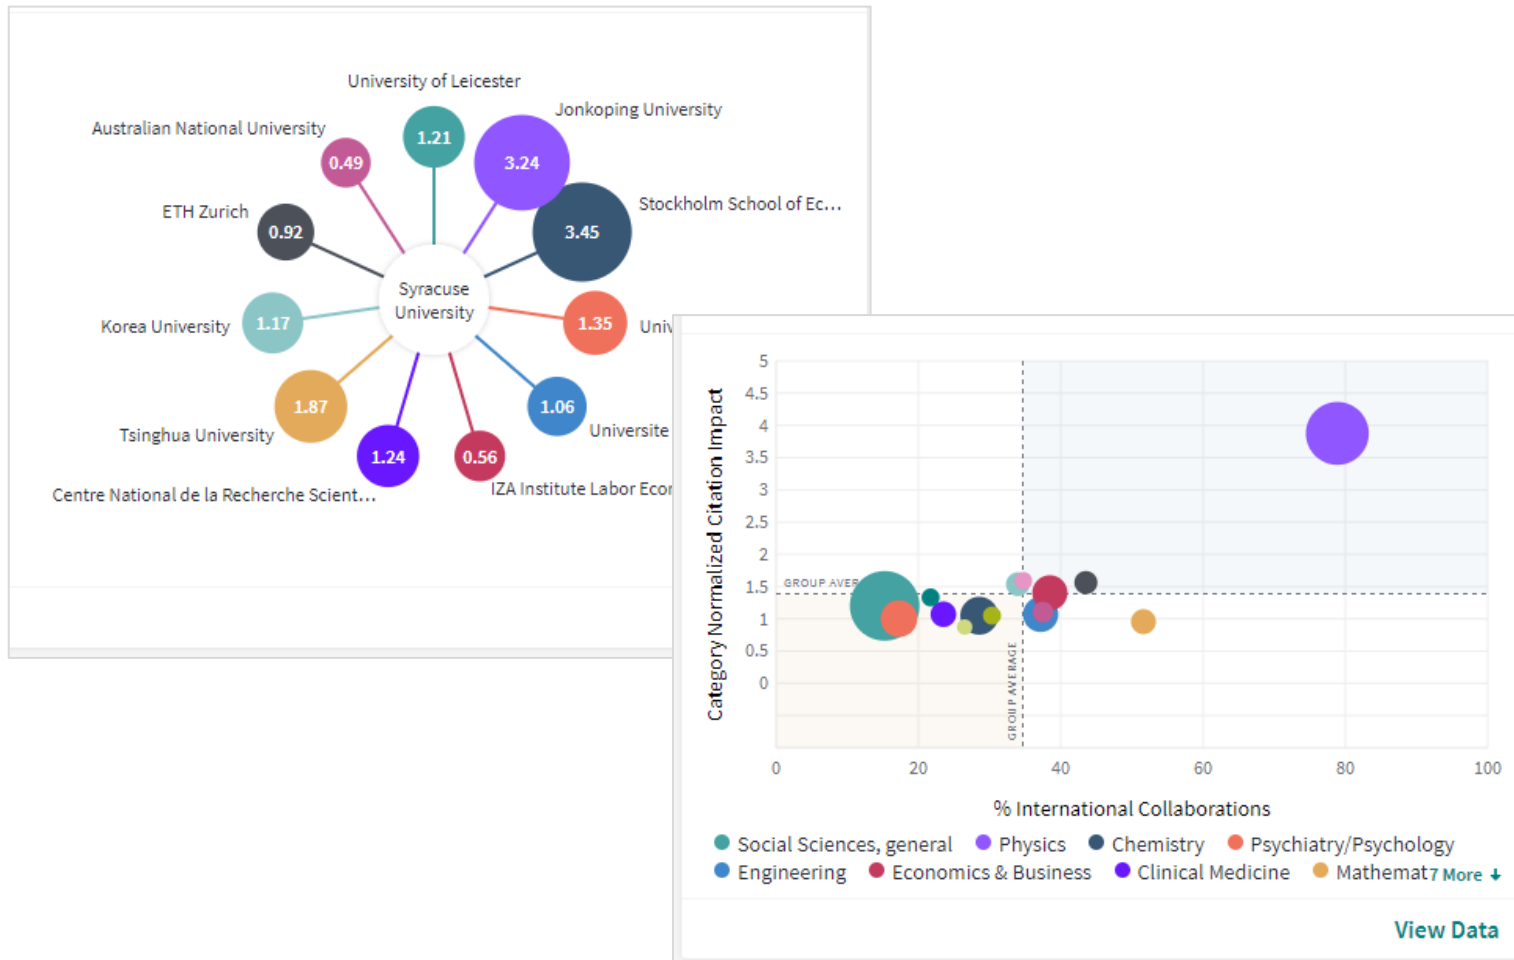 University of Leicester
Jonkoping University
Australian National University
1.21
3.24
0.49
Stockholm School of Ec...
ETH Zurich
0.92
3.45
Syracuse
University
Korea University
1.17
1.35
Univ
1.87
1.06
Tsinghua University
Universite
1.24
0.56
Centre National de la Recherche Scient...
IZA Institute Labor Econ
Category Normalized Citation Impact
5
4.5
4
3.5
3
2.5
2
1.5
1
0.5
0
GROUP AVER
GROUP AVERAGE
0
20
40
60
80
100
% International Collaborations
Social Sciences, general
Physics
Chemistry
Psychiatry/Psychology
Engineering
Economics & Business
Clinical Medicine
Mathemat
7 More
View Data